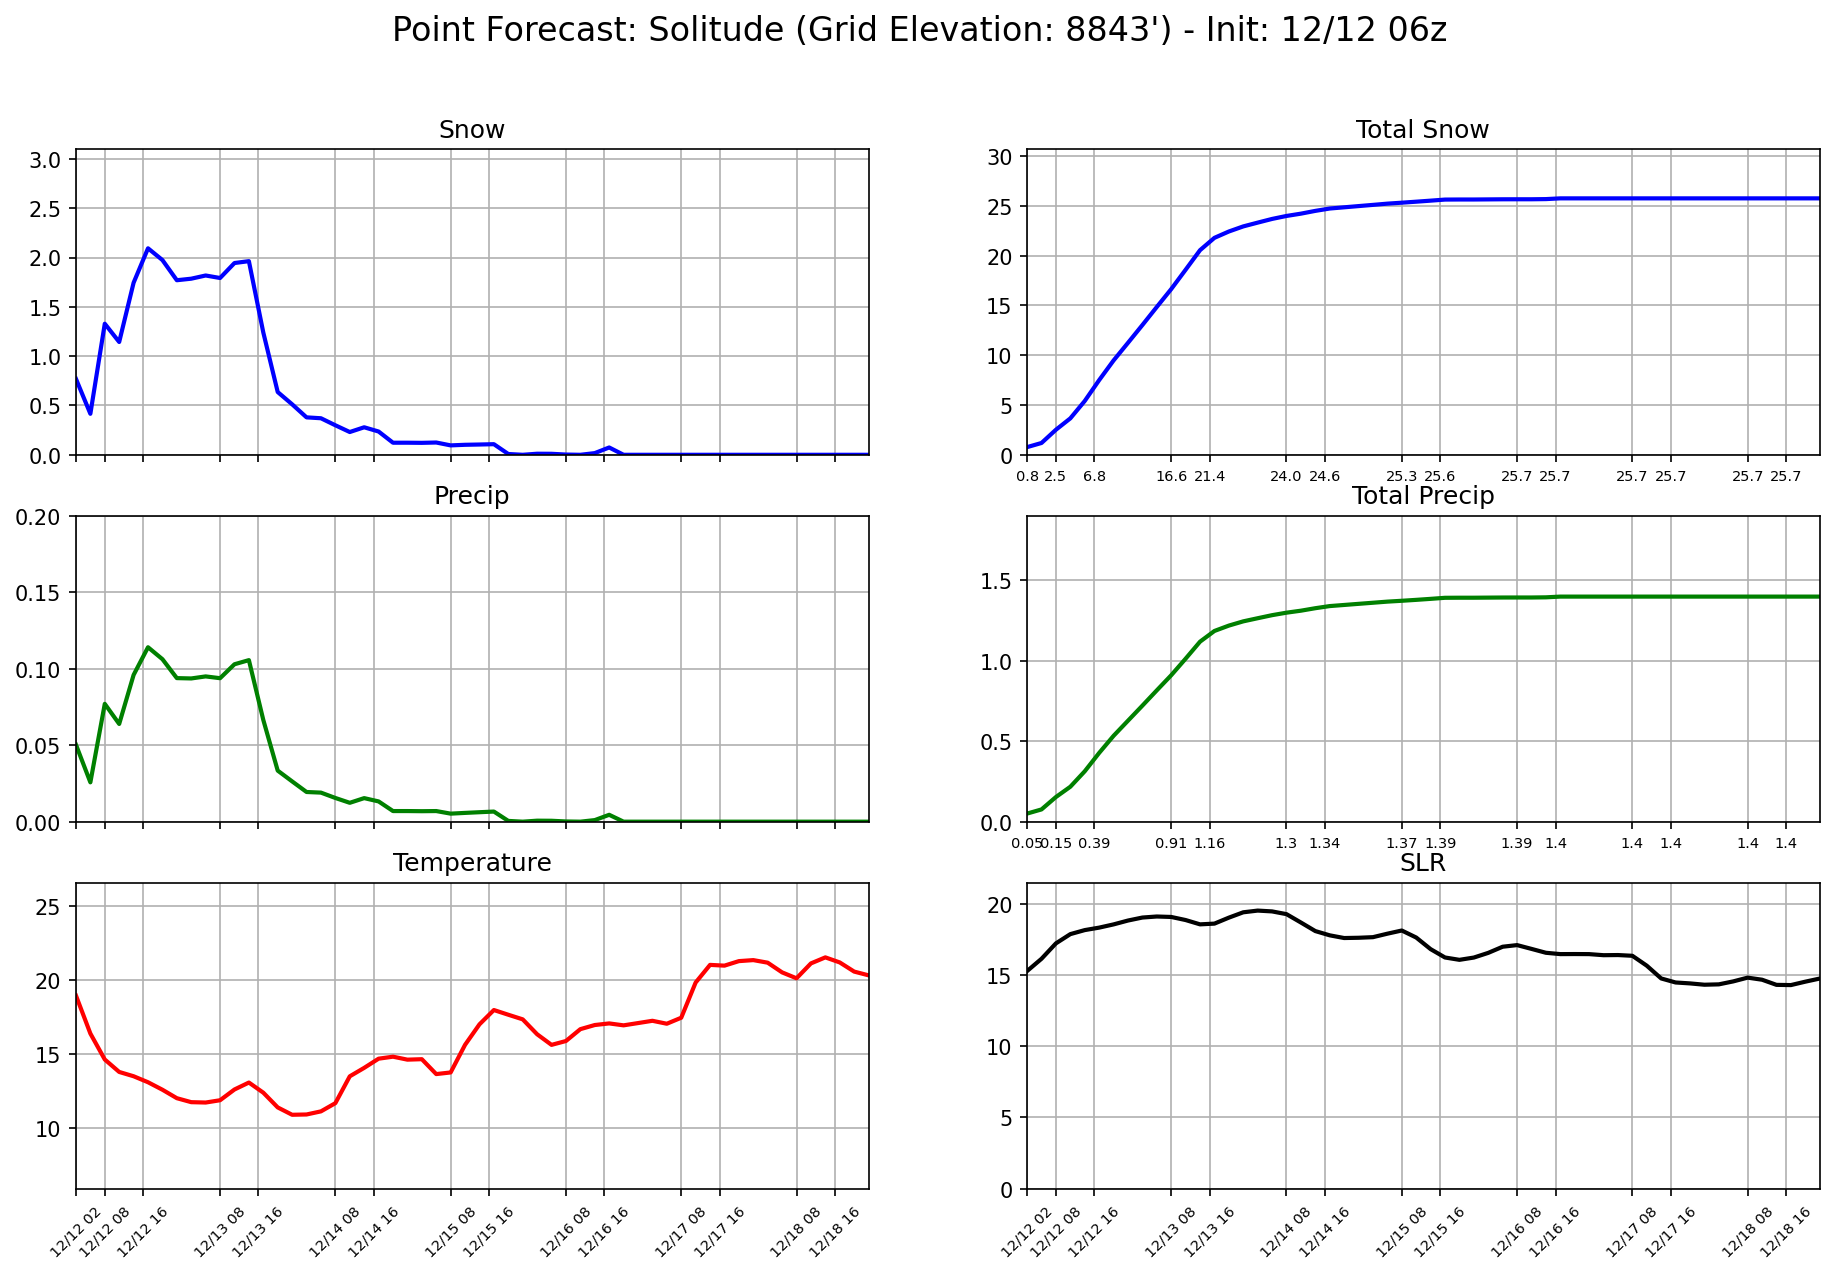 Point Forecast: Solitude (Grid Elevation: 8843') - Init: 12/12 06z
Snow
3.0
2.5
2.0
1.5
1.0
0.5
0.0
Total Snow
30
25
20
15
10
5
0
0.8 2.5 6.8 16.6 21.4 24.0 24.6 25.3 25.6 25.7 25.7 25.7 25.7 25.7 25.7
Precip
0.20
0.15
0.10
0.05
0.00
Total Precip
1.5
1.0
0.5
0.0
0.05 0.15 0.39 0.91 1.16 1.3 1.34 1.37 1.39 1.39 1.4 1.4 1.4 1.4 1.4
Temperature
25
20
15
10
12/12 02 12/12 08 12/12 16 12/13 08 12/13 16 12/14 08 12/14 16 12/15 08 12/15 16 12/16 08 12/16 16 12/17 08 12/17 16 12/18 08 12/18 16
SLR
20
15
10
5
0
12/12 02 12/12 08 12/12 16 12/13 08 12/13 16 12/14 08 12/14 16 12/15 08 12/15 16 12/16 08 12/16 16 12/17 08 12/17 16 12/18 08 12/18 16